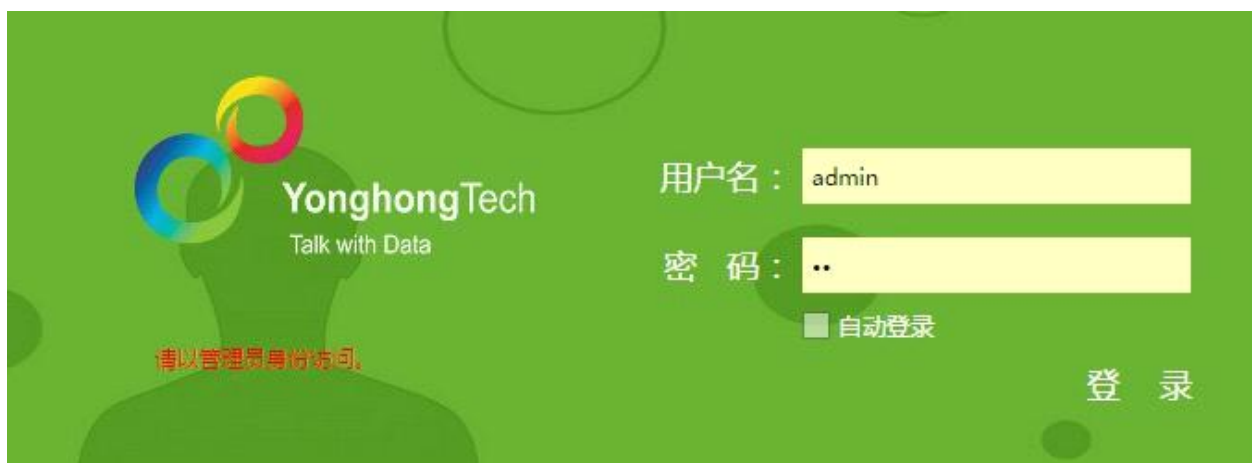 YonghongTech
Talk with Data
请以管理员身份访问。
用户名：
admin
密 码：
••
自动登录
登 录